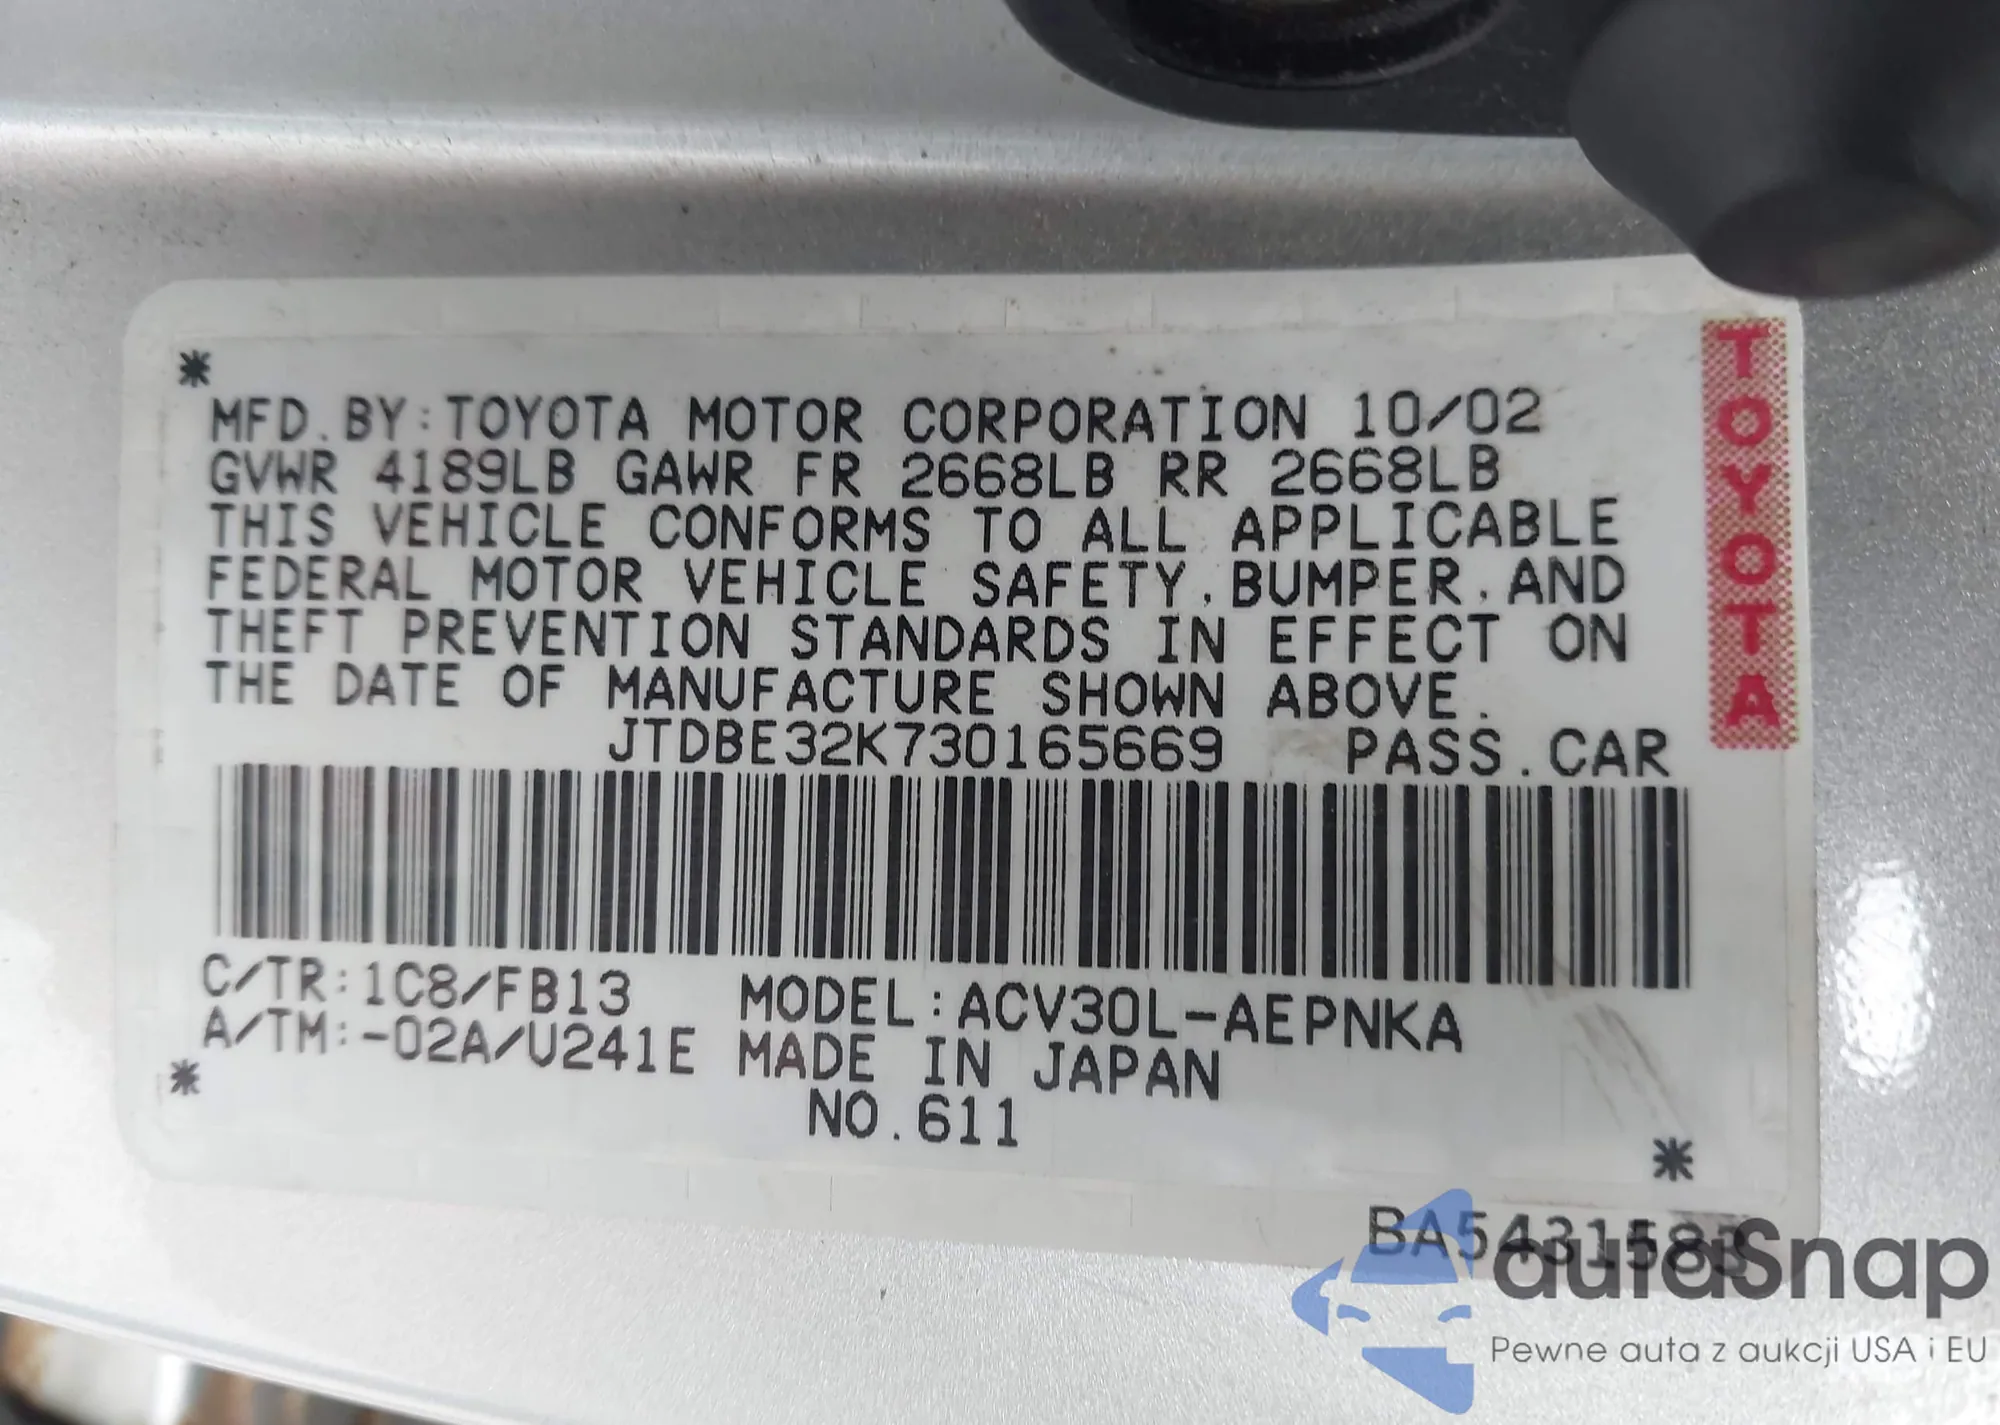 *
MFD. BY: TOYOTA MOTOR CORPORATION 10/02
GVWR 4189LB GAWR FR 2668LB RR 2668LB
THIS VEHICLE CONFORMS TO ALL APPLICABLE
FEDERAL MOTOR VEHICLE SAFETY, BUMPER, AND
THEFT PREVENTION STANDARDS IN EFFECT ON
THE DATE OF MANUFACTURE SHOWN ABOVE.
JTDBE32K730165669 PASS. CAR
C/TR: 1C8/FB13 MODEL: ACV30L-AEPNKA
A/TM: -02A/U241E MADE IN JAPAN
NO. 611
* *
TOYOTA
BA5431583
autaSnap
Pewne auta z aukcji USA i EU